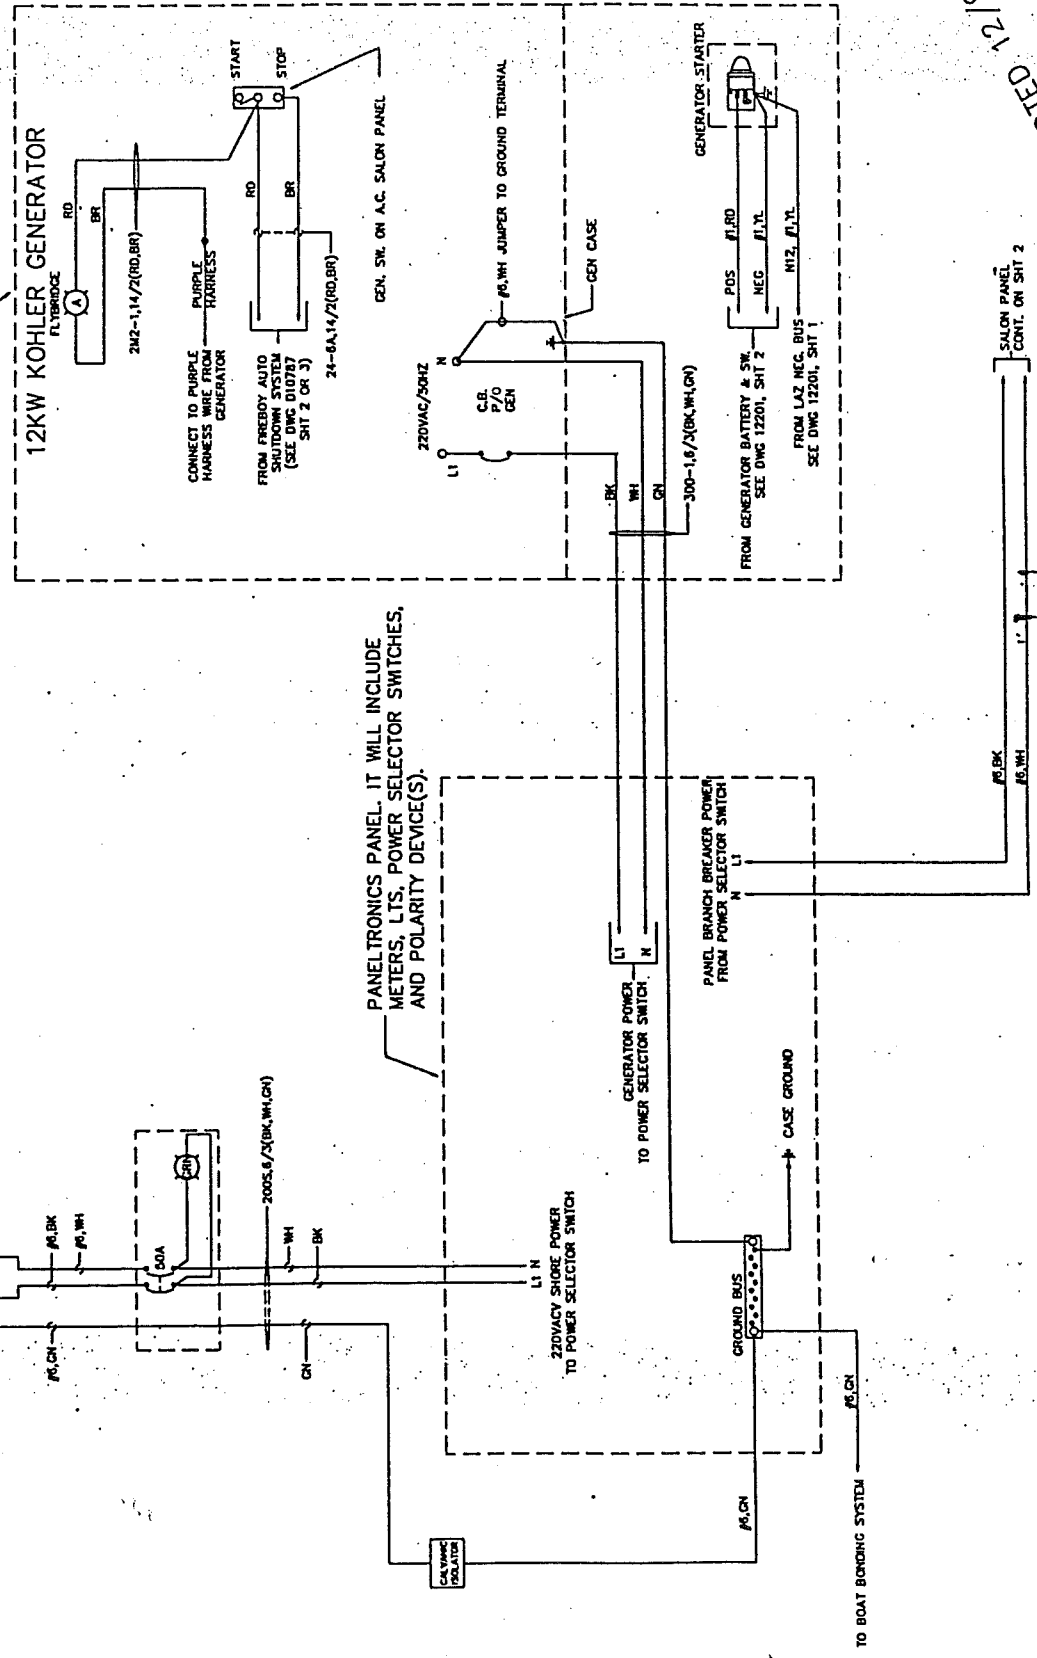 12KW KOHLER GENERATOR
FLYBRIDGE
A
RD
BR
2M2-1,14/2(RD,BR)
PURPLE
HARNESS
CONNECT TO PURPLE
HARNESS WIRE FROM
GENERATOR
START
STOP
RD
BR
FROM FIREBOY AUTO
SHUTDOWN SYSTEM
(SEE DWG D10787
SHT 2 OR 3)
24-6A,14/2(RD,BR)
GEN. SW. ON A.C. SALON PANEL
220VAC/50HZ
L1
N
C.B.
P/O
GEN
#6,WH JUMPER TO GROUND TERMINAL
GEN CASE
BK
WH
GN
300-1,6/3(BK,WH,GN)
GENERATOR STARTER
POS
#1,RD
NEG
#1,YL
N12, #1,YL
FROM GENERATOR BATTERY & SW.
SEE DWG 12201, SHT 2
FROM LAZ NEG. BUS
SEE DWG 12201, SHT 1
SALON PANEL
CONT. ON SHT 2
#6,BK
#6,WH
1'
PANELTRONICS PANEL. IT WILL INCLUDE
METERS, LTS, POWER SELECTOR SWITCHES,
AND POLARITY DEVICE(S).
L1
N
GENERATOR POWER
TO POWER SELECTOR SWITCH
PANEL BRANCH BREAKER POWER
FROM POWER SELECTOR SWITCH
N
L1
#6,BK
#6,WH
#6,GN
50A
GRN
200S,6/3(BK,WH,GN)
WH
BK
GN
L1 N
220VACV SHORE POWER
TO POWER SELECTOR SWITCH
GROUND BUS
CASE GROUND
GALVANIC
ISOLATOR
#6,GN
#6,GN
TO BOAT BONDING SYSTEM